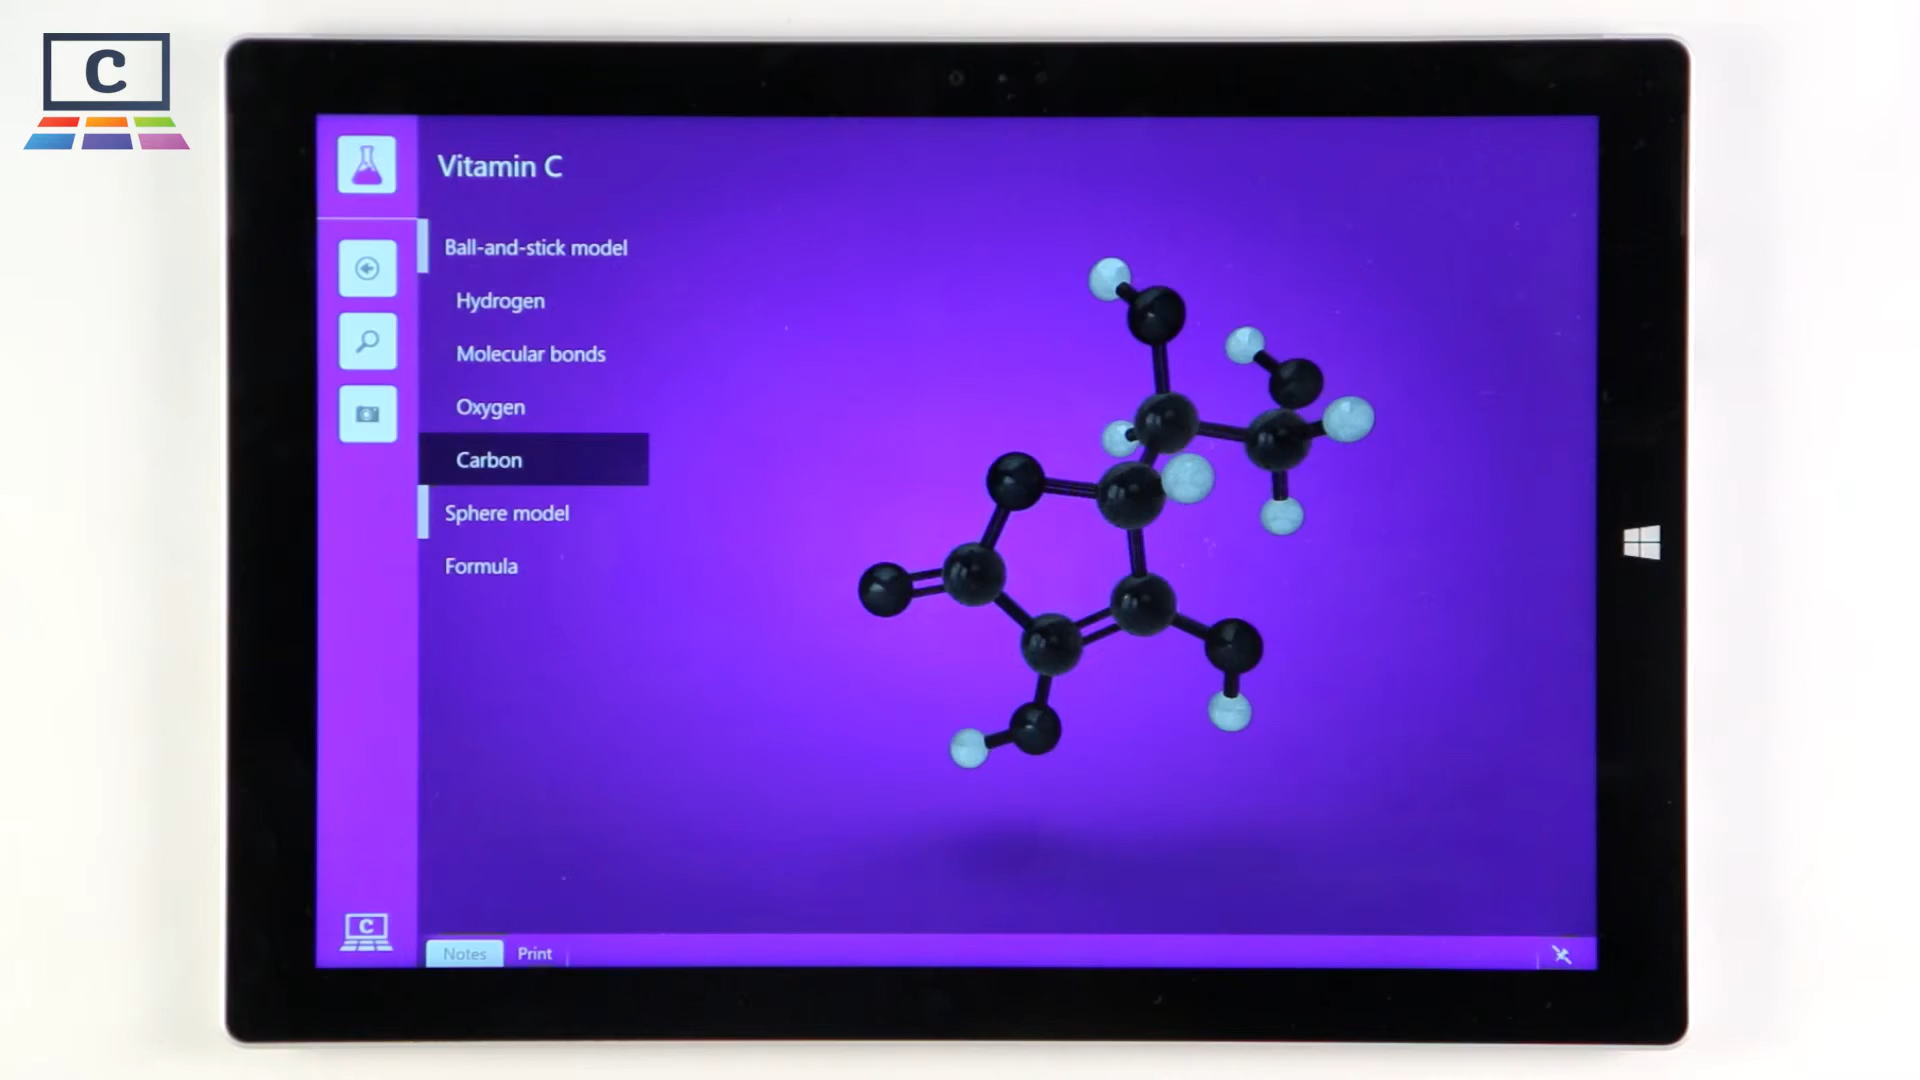 C
Vitamin C
Ball-and-stick model
Hydrogen
Molecular bonds
Oxygen
Carbon
Sphere model
Formula
C
Notes Print